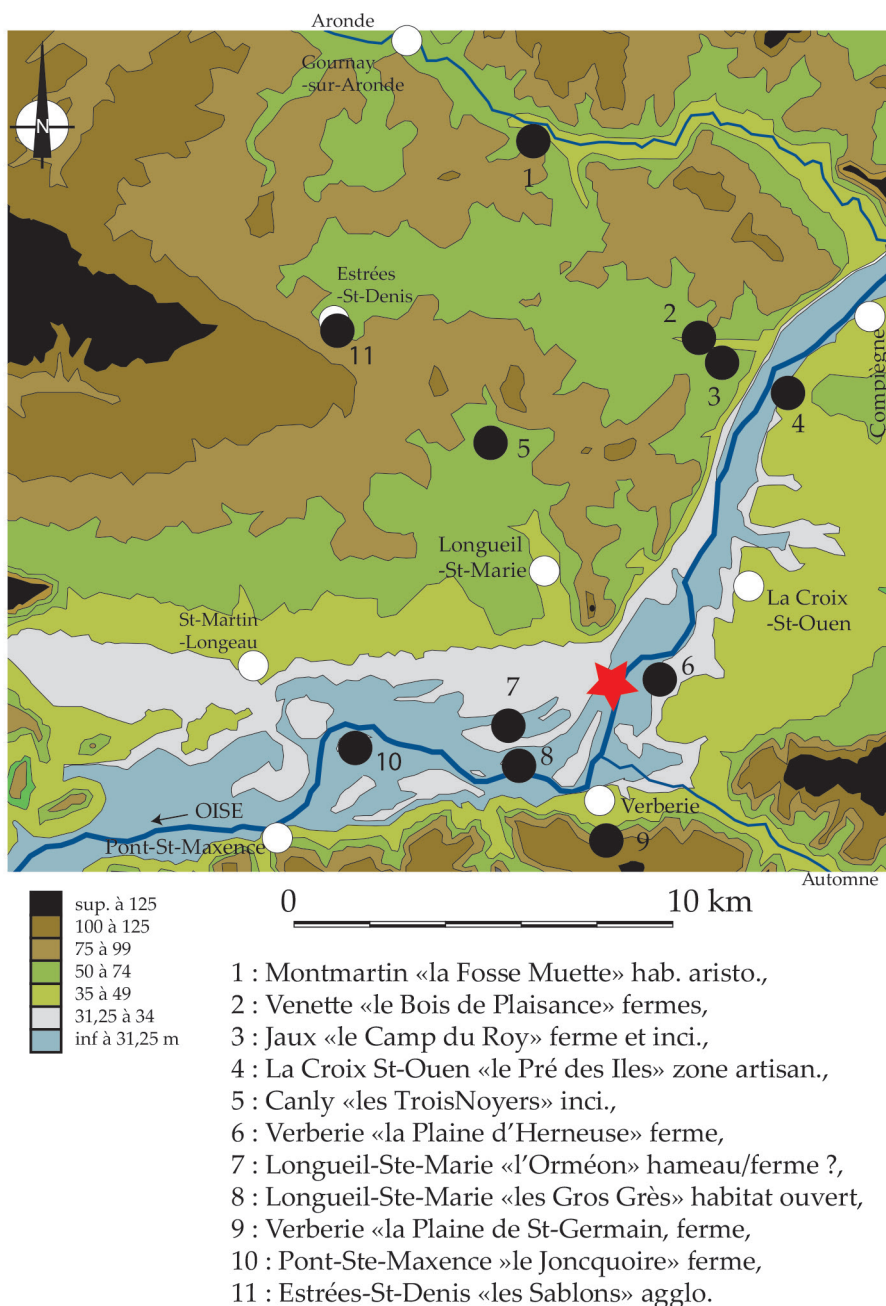 Aronde
Gournay
-sur-Aronde
N
1
Estrées
-St-Denis
11
2
3
4
Compiègne
5
Longueil
-St-Marie
La Croix
-St-Ouen
St-Martin
-Longeau
6
7
8
10
← OISE
Pont-St-Maxence
Verberie
9
Automne
sup. à 125
100 à 125
75 à 99
50 à 74
35 à 49
31,25 à 34
inf à 31,25 m
0 10 km
1 : Montmartin «la Fosse Muette» hab. aristo.,
2 : Venette «le Bois de Plaisance» fermes,
3 : Jaux «le Camp du Roy» ferme et inci.,
4 : La Croix St-Ouen «le Pré des Iles» zone artisan.,
5 : Canly «les TroisNoyers» inci.,
6 : Verberie «la Plaine d'Herneuse» ferme,
7 : Longueil-Ste-Marie «l'Orméon» hameau/ferme ?,
8 : Longueil-Ste-Marie «les Gros Grès» habitat ouvert,
9 : Verberie «la Plaine de St-Germain, ferme,
10 : Pont-Ste-Maxence »le Joncquoire» ferme,
11 : Estrées-St-Denis «les Sablons» agglo.